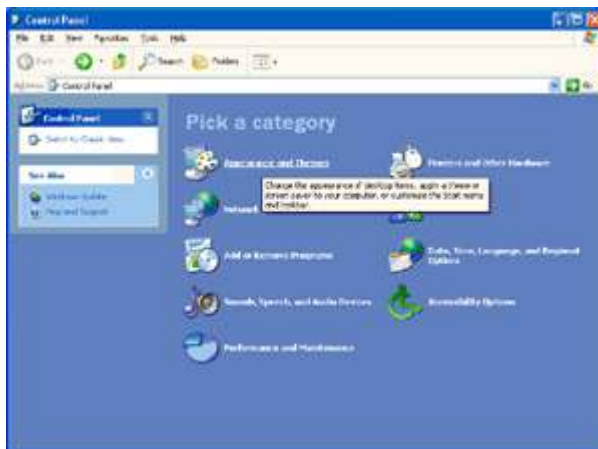 Control Panel
File Edit View Favorites Tools Help
Search Folders
Address Control Panel Go
Control Panel
Switch to Classic View
See Also
Windows Update
Help and Support
Pick a category
Appearance and Themes
Printers and Other Hardware
Change the appearance of desktop items, apply a theme or
screen saver to your computer, or customize the Start menu
and taskbar.
Network
Add or Remove Programs
Date, Time, Language, and Regional
Options
Sounds, Speech, and Audio Devices
Accessibility Options
Performance and Maintenance